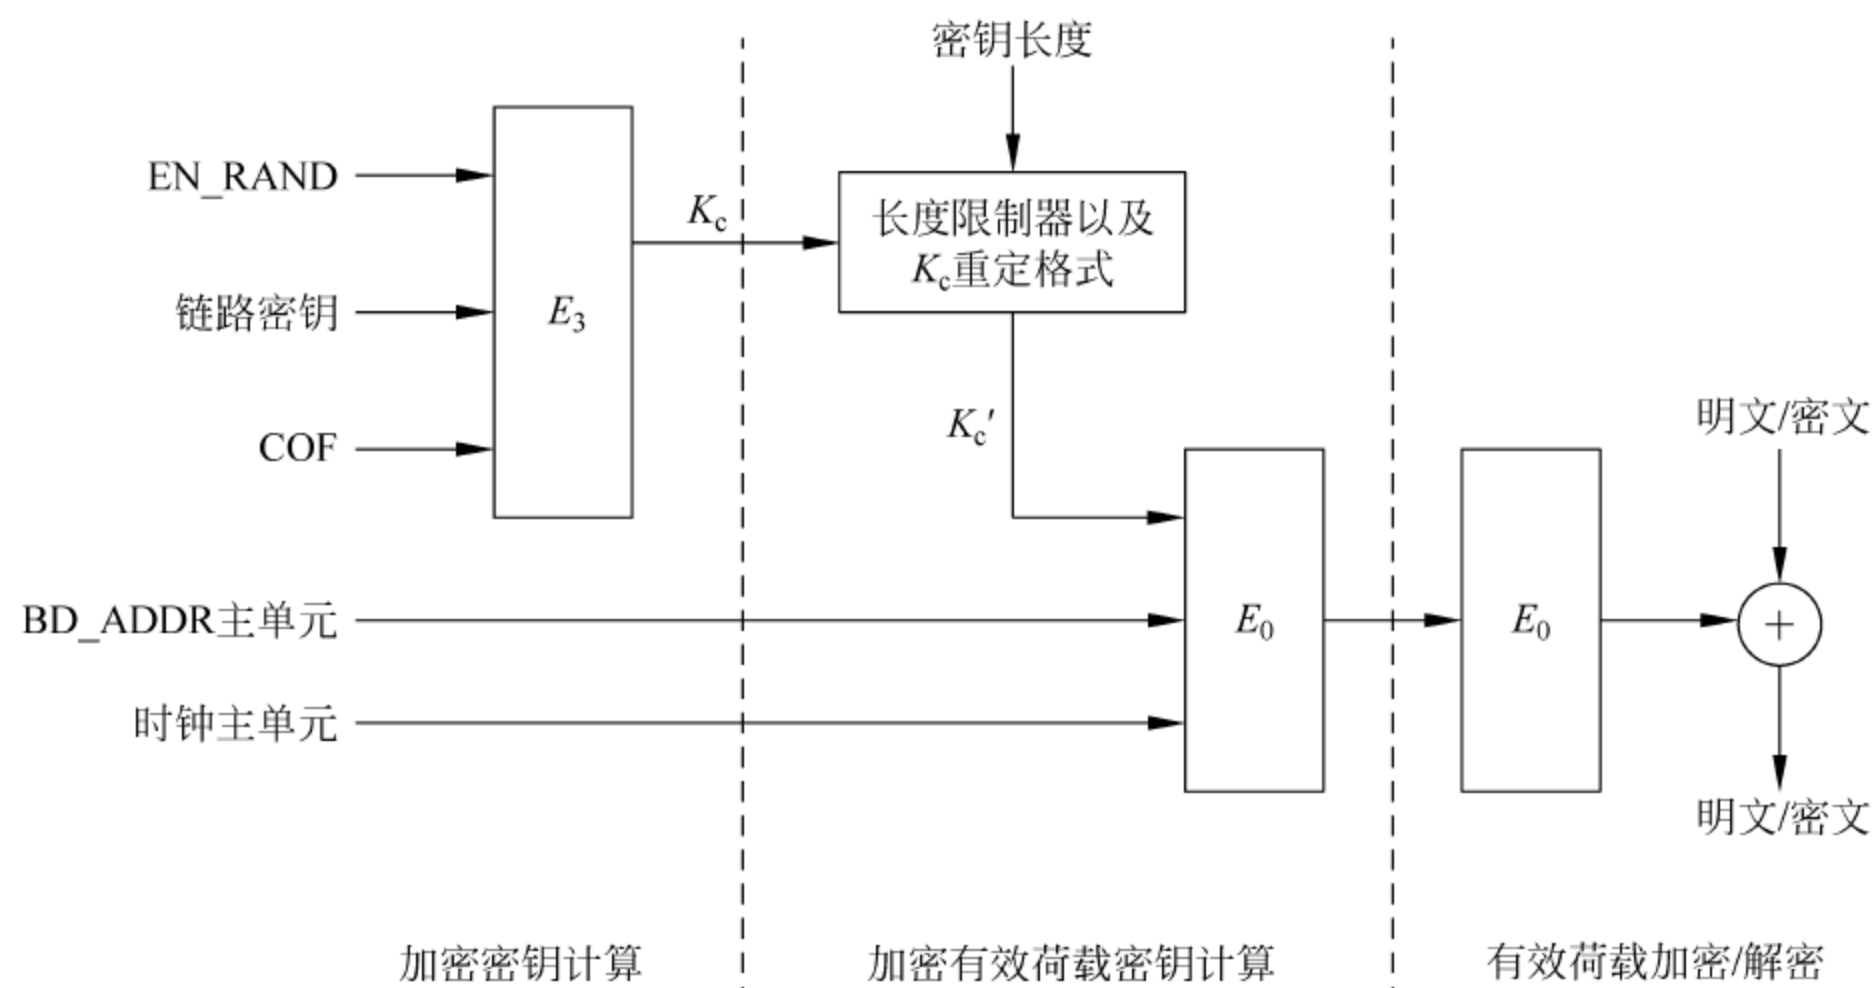 密钥长度
EN_RAND
链路密钥
COF
E₃
K_c
长度限制器以及
K_c重定格式
K_c′
BD_ADDR主单元
时钟主单元
E₀
E₀
明文/密文
+
明文/密文
加密密钥计算
加密有效荷载密钥计算
有效荷载加密/解密